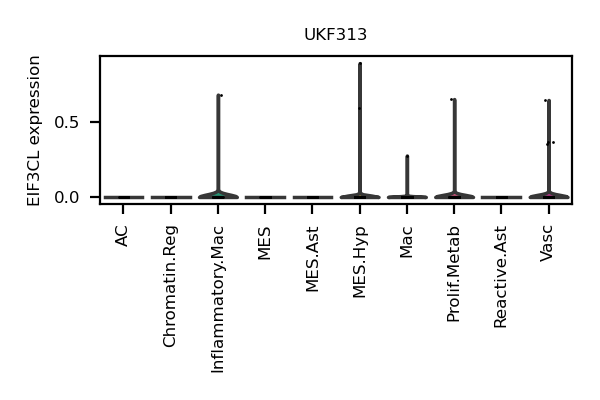 UKF313
EIF3CL expression
0.5
0.0
AC
Chromatin.Reg
Inflammatory.Mac
MES
MES.Ast
MES.Hyp
Mac
Prolif.Metab
Reactive.Ast
Vasc